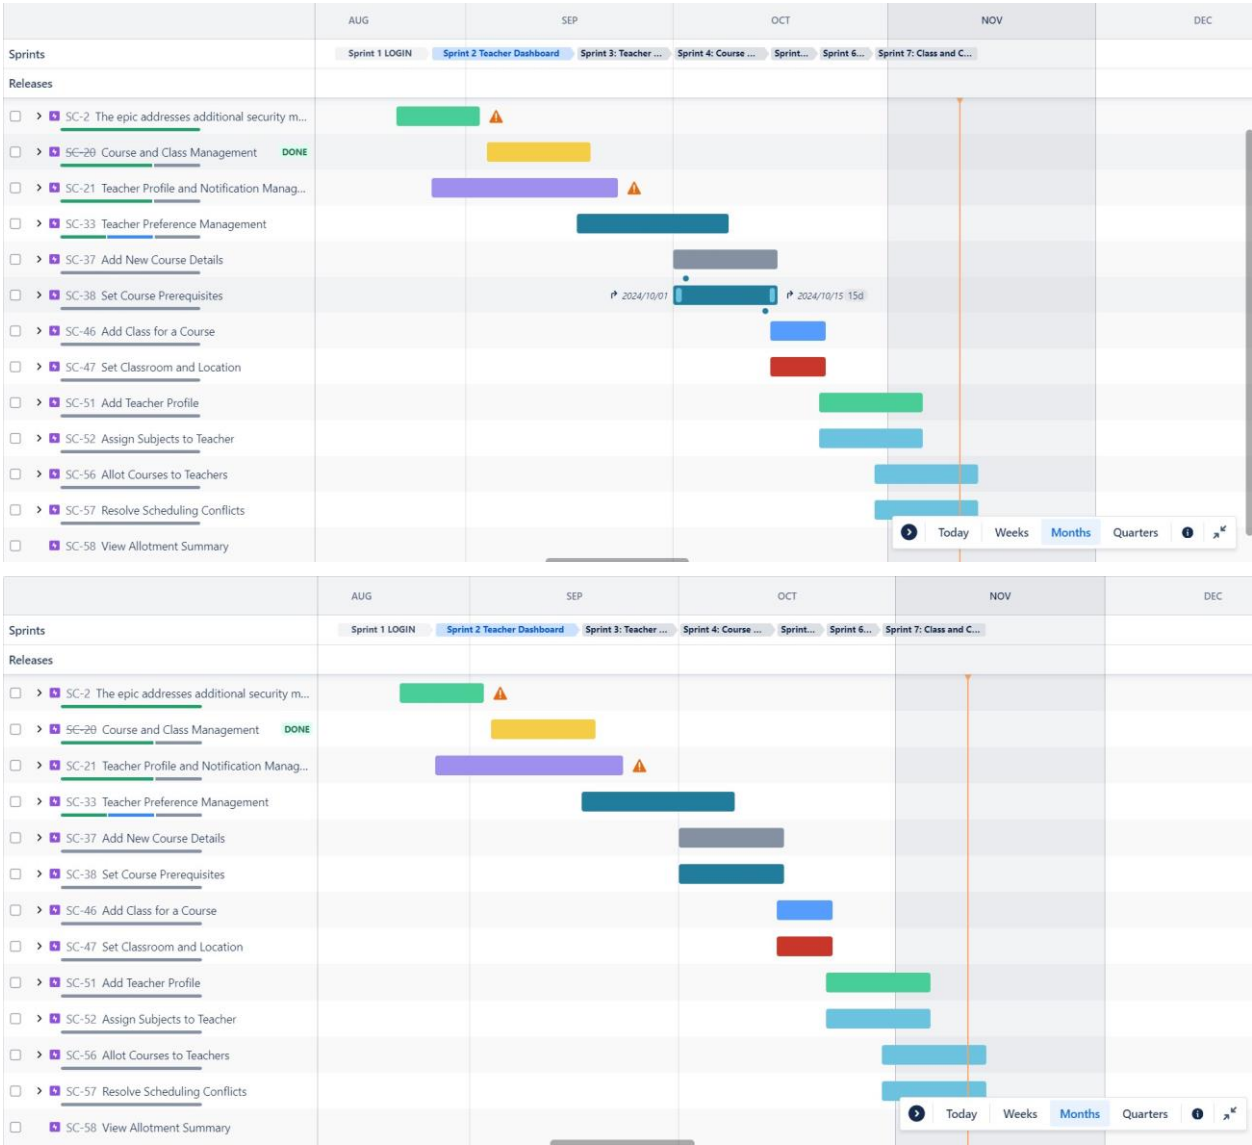 AUG SEP OCT NOV DEC
Sprints Sprint 1 LOGIN Sprint 2 Teacher Dashboard Sprint 3: Teacher ... Sprint 4: Course ... Sprint... Sprint 6... Sprint 7: Class and C...
Releases
SC-2 The epic addresses additional security m...
SC-20 Course and Class Management DONE
SC-21 Teacher Profile and Notification Manag...
SC-33 Teacher Preference Management
SC-37 Add New Course Details
SC-38 Set Course Prerequisites 2024/10/01 2024/10/15 15d
SC-46 Add Class for a Course
SC-47 Set Classroom and Location
SC-51 Add Teacher Profile
SC-52 Assign Subjects to Teacher
SC-56 Allot Courses to Teachers
SC-57 Resolve Scheduling Conflicts
Today Weeks Months Quarters
SC-58 View Allotment Summary
AUG SEP OCT NOV DEC
Sprints Sprint 1 LOGIN Sprint 2 Teacher Dashboard Sprint 3: Teacher ... Sprint 4: Course ... Sprint... Sprint 6... Sprint 7: Class and C...
Releases
SC-2 The epic addresses additional security m...
SC-20 Course and Class Management DONE
SC-21 Teacher Profile and Notification Manag...
SC-33 Teacher Preference Management
SC-37 Add New Course Details
SC-38 Set Course Prerequisites
SC-46 Add Class for a Course
SC-47 Set Classroom and Location
SC-51 Add Teacher Profile
SC-52 Assign Subjects to Teacher
SC-56 Allot Courses to Teachers
SC-57 Resolve Scheduling Conflicts
Today Weeks Months Quarters
SC-58 View Allotment Summary